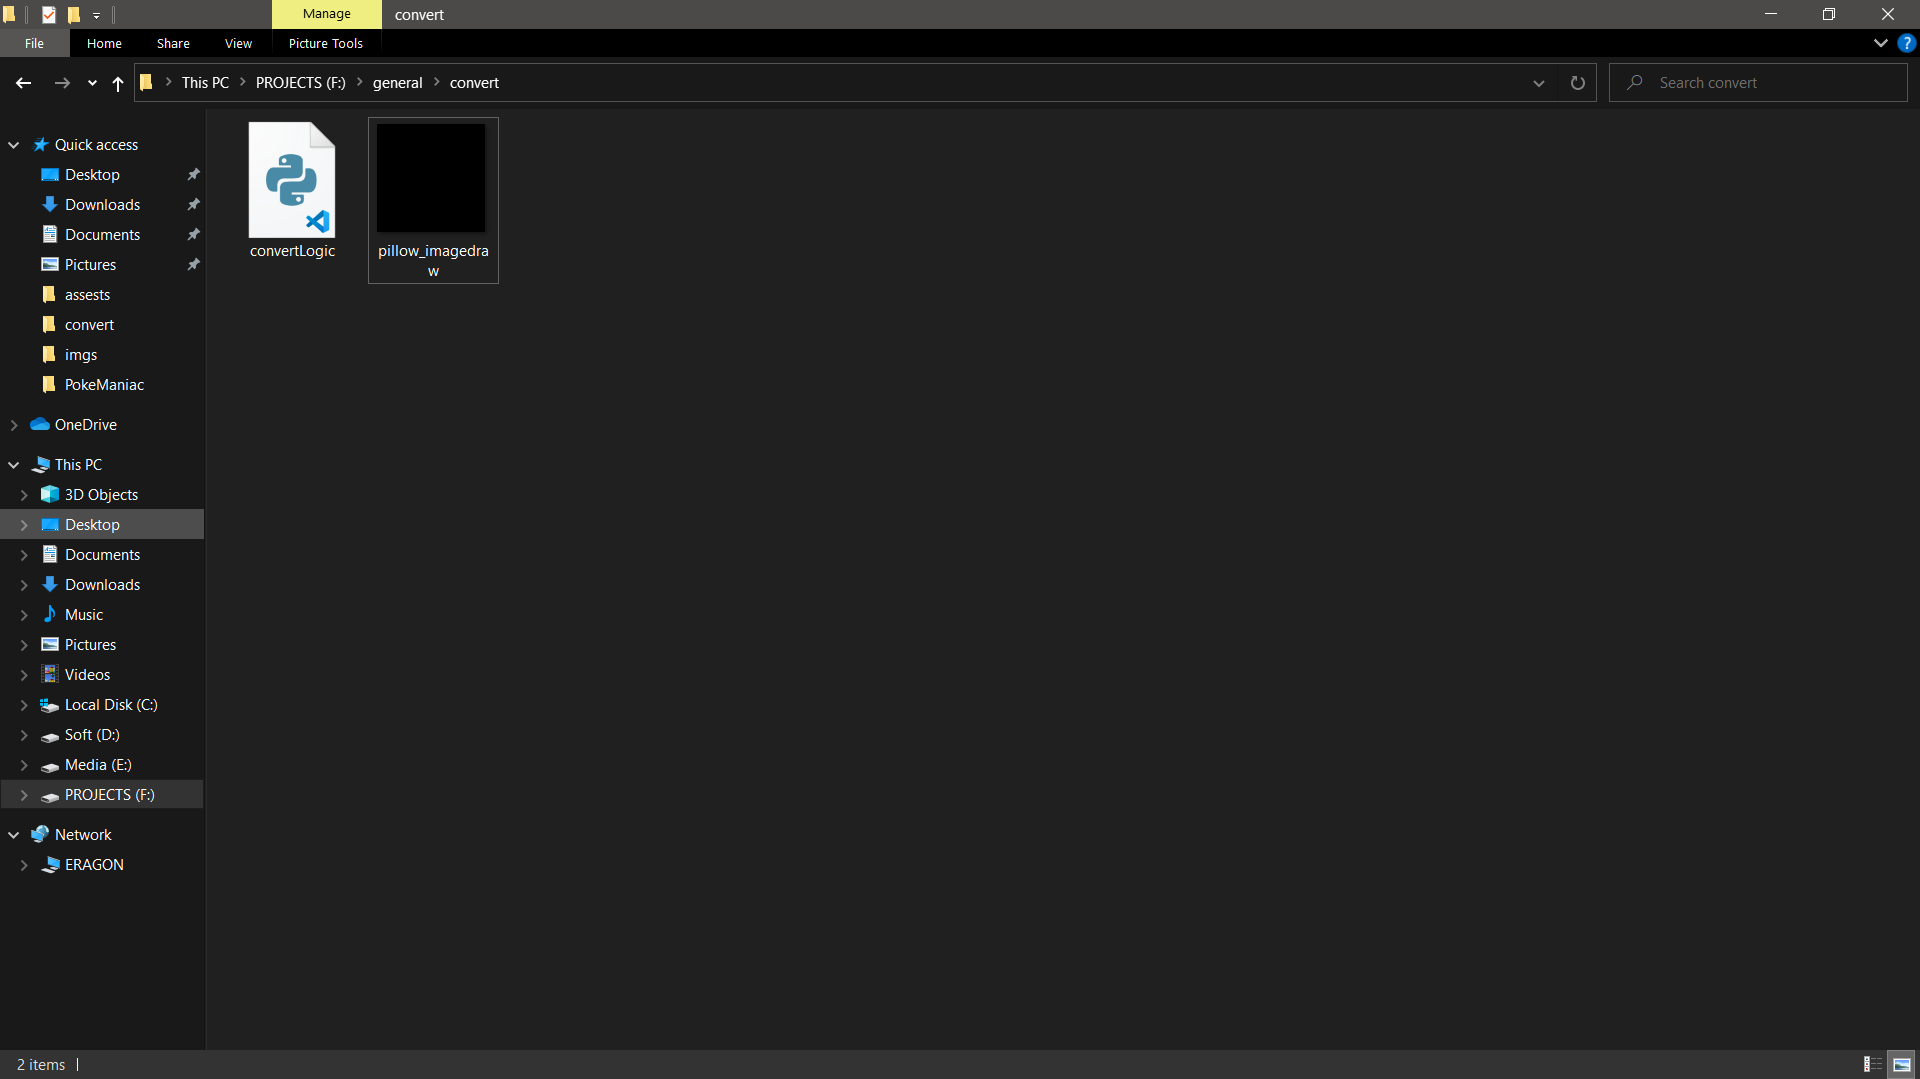 Manage
convert
File
Home
Share
View
Picture Tools
This PC
PROJECTS (F:)
general
convert
Search convert
Quick access
Desktop
Downloads
Documents
Pictures
assests
convert
imgs
PokeManiac
OneDrive
This PC
3D Objects
Desktop
Documents
Downloads
Music
Pictures
Videos
Local Disk (C:)
Soft (D:)
Media (E:)
PROJECTS (F:)
Network
ERAGON
convertLogic
pillow_imagedra
w
2 items